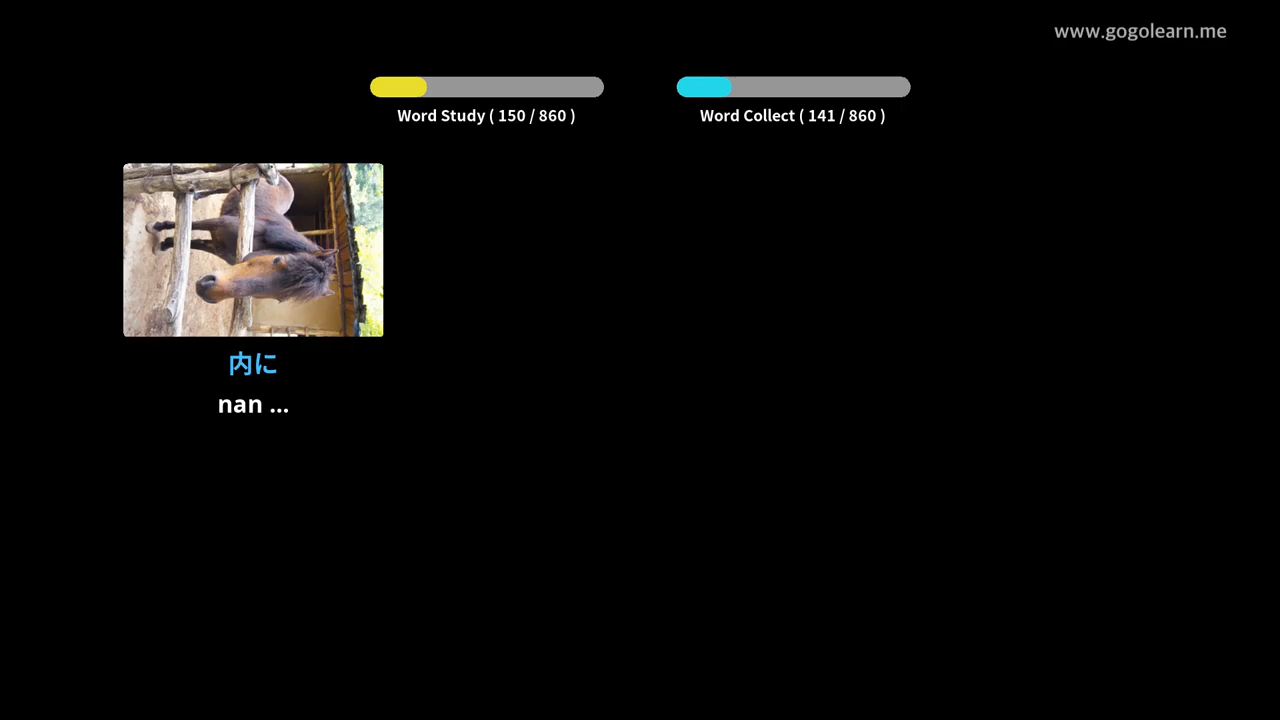 www.gogolearn.me
Word Study ( 150 / 860 )
Word Collect ( 141 / 860 )
内に
nan ...